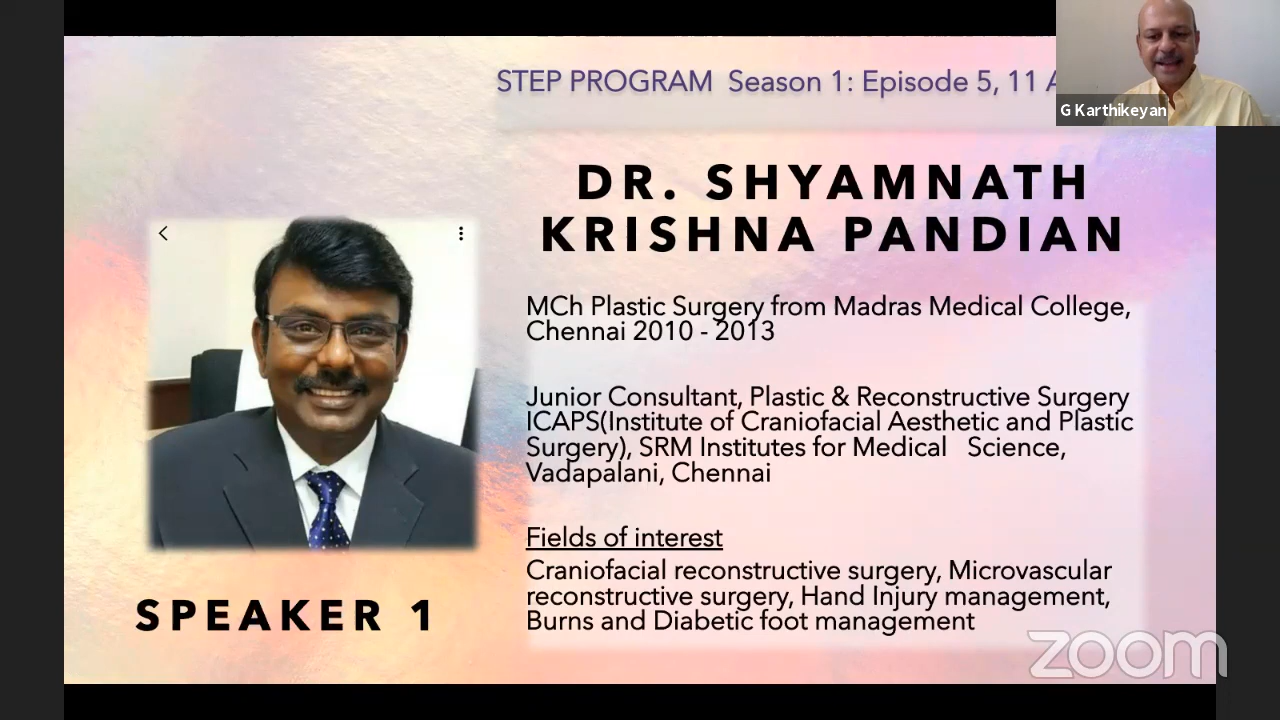 STEP PROGRAM Season 1: Episode 5, 11
G Karthikeyan
DR. SHYAMNATH
KRISHNA PANDIAN
MCh Plastic Surgery from Madras Medical College,
Chennai 2010 - 2013
Junior Consultant, Plastic & Reconstructive Surgery
ICAPS(Institute of Craniofacial Aesthetic and Plastic
Surgery), SRM Institutes for Medical Science,
Vadapalani, Chennai
Fields of interest
Craniofacial reconstructive surgery, Microvascular
reconstructive surgery, Hand Injury management,
Burns and Diabetic foot management
SPEAKER 1
zoom